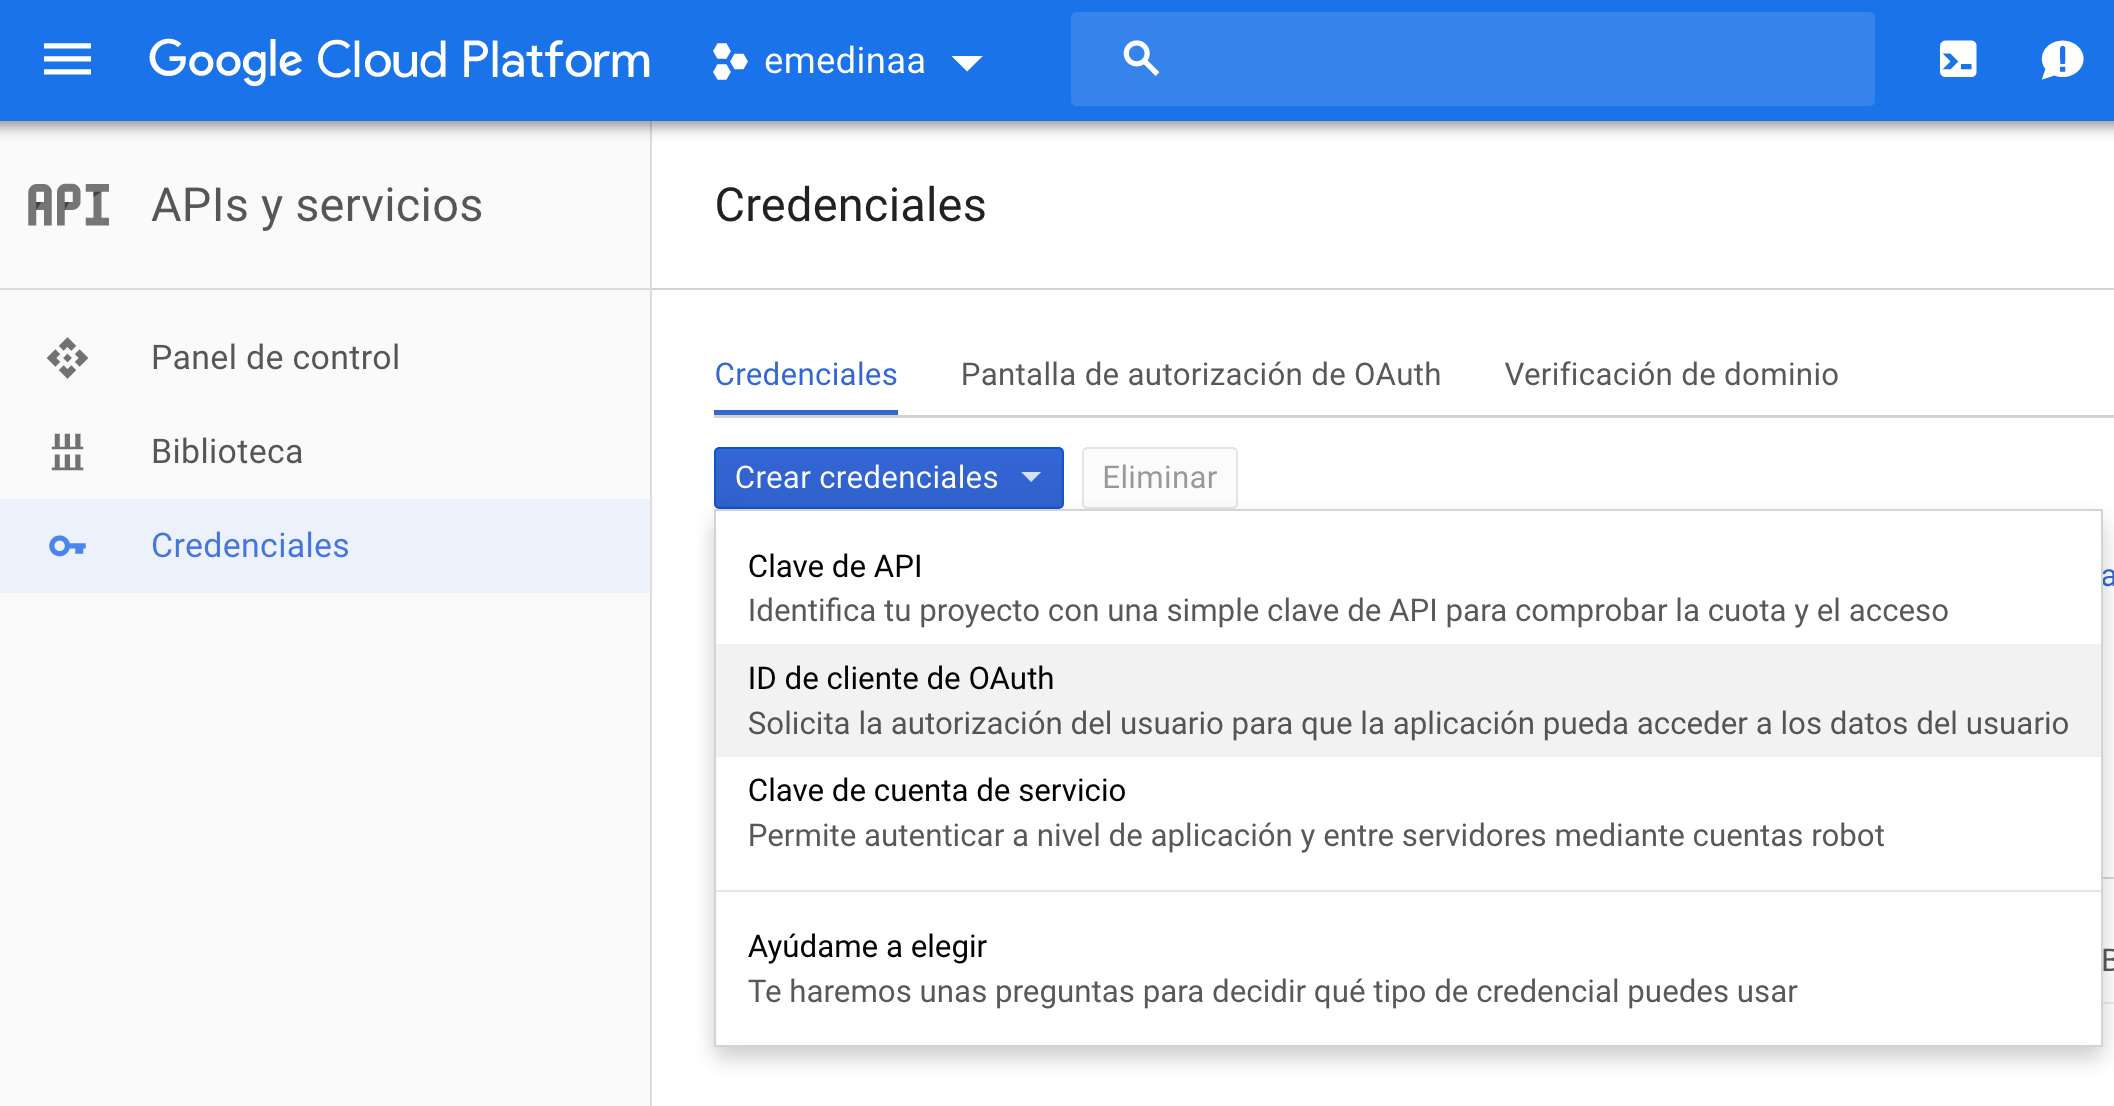 Google Cloud Platform
emedinaa
API
APIs y servicios
Credenciales
Panel de control
Biblioteca
Credenciales
Credenciales
Pantalla de autorización de OAuth
Verificación de dominio
Crear credenciales
Eliminar
Clave de API
Identifica tu proyecto con una simple clave de API para comprobar la cuota y el acceso
ID de cliente de OAuth
Solicita la autorización del usuario para que la aplicación pueda acceder a los datos del usuario
Clave de cuenta de servicio
Permite autenticar a nivel de aplicación y entre servidores mediante cuentas robot
Ayúdame a elegir
Te haremos unas preguntas para decidir qué tipo de credencial puedes usar